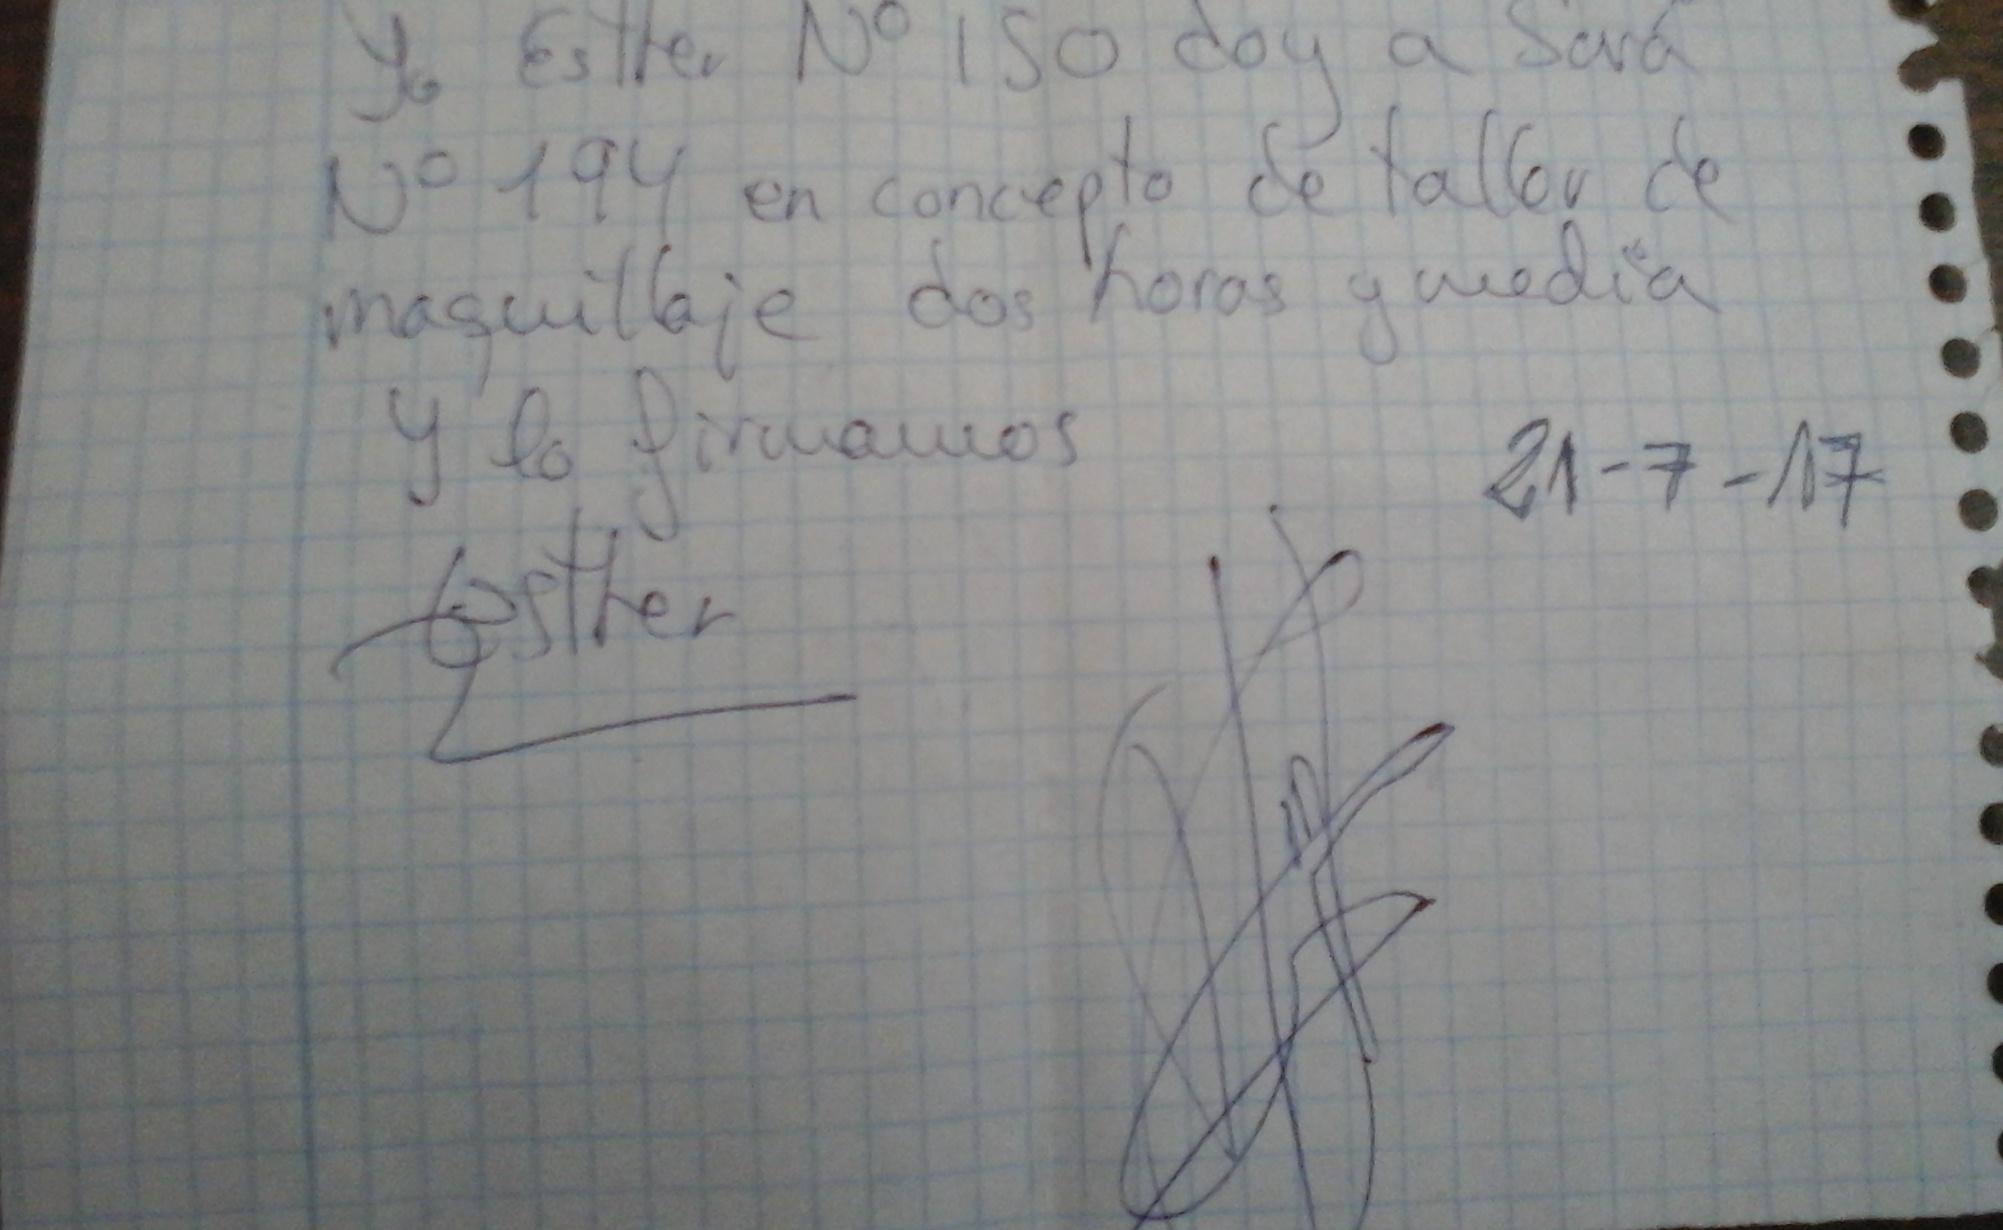 Yo Esther Nº 150 doy a Sara
Nº 194 en concepto de taller de
maquillaje dos horas y media
y lo firmamos
21-7-17
Esther